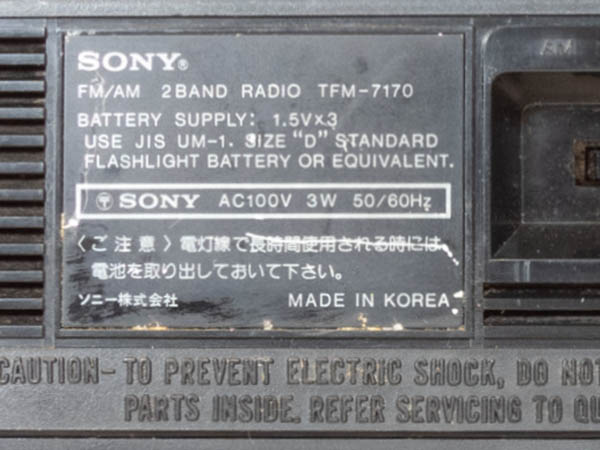 SONY®
FM/AM 2 BAND RADIO TFM-7170
BATTERY SUPPLY: 1.5V×3
USE JIS UM-1. SIZE "D" STANDARD
FLASHLIGHT BATTERY OR EQUIVALENT.
SONY AC100V 3W 50/60Hz
〈ご注意〉電灯線で長時間使用される時には、
電池を取り出しておいて下さい。
ソニー株式会社 MADE IN KOREA
AM
CAUTION- TO PREVENT ELECTRIC SHOCK, DO NOT
PARTS INSIDE. REFER SERVICING TO QU